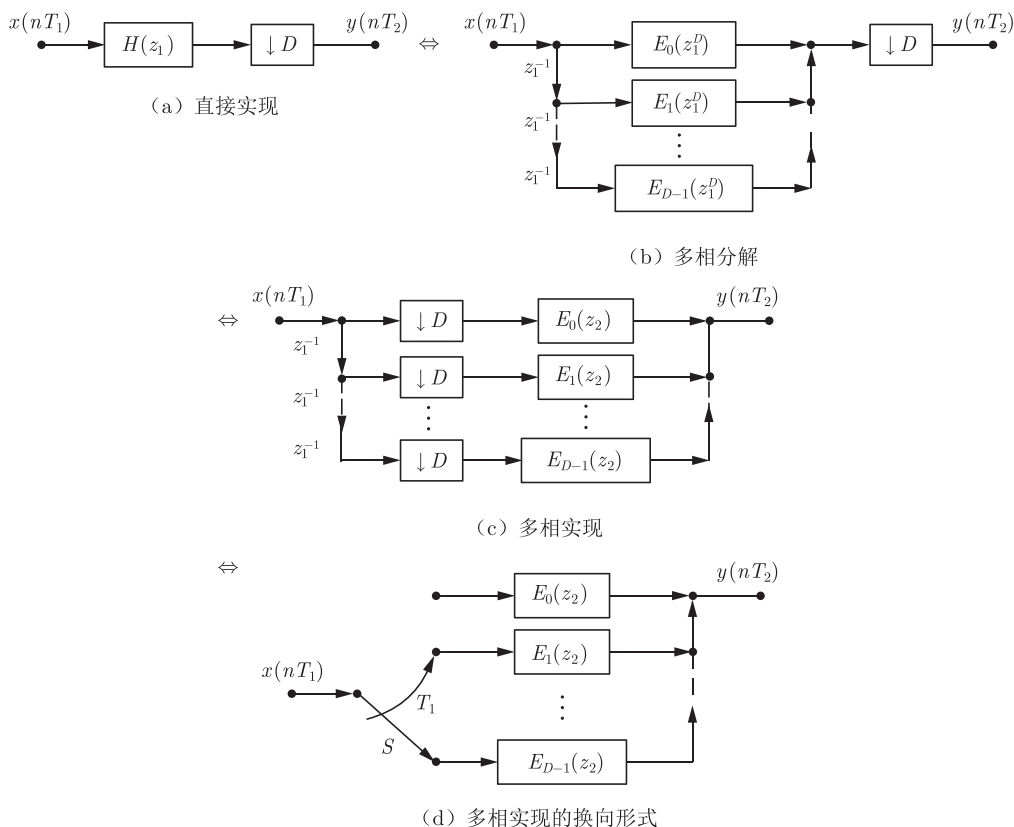 x(nT₁) H(z₁) ↓D y(nT₂) ⇔ x(nT₁) E₀(z₁ᴰ) ↓D y(nT₂)
z₁⁻¹
E₁(z₁ᴰ)
z₁⁻¹
⋮
z₁⁻¹ E_{D−1}(z₁ᴰ)
(a)直接实现
(b)多相分解
⇔ x(nT₁) ↓D E₀(z₂) y(nT₂)
z₁⁻¹
↓D E₁(z₂)
z₁⁻¹
⋮ ⋮
z₁⁻¹ ↓D E_{D−1}(z₂)
(c)多相实现
⇔
E₀(z₂) y(nT₂)
E₁(z₂)
x(nT₁)
T₁
⋮
S
E_{D−1}(z₂)
(d)多相实现的换向形式